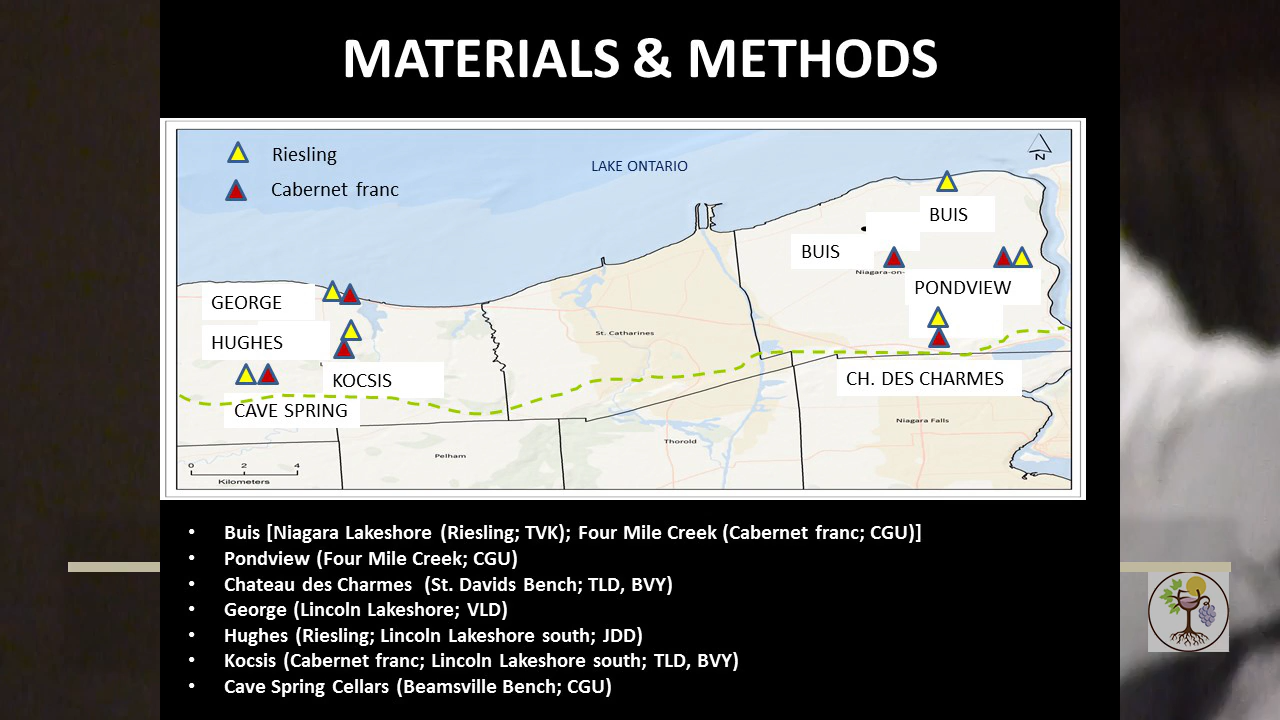 MATERIALS & METHODS
Riesling
Cabernet franc
LAKE ONTARIO
N
BUIS
BUIS
Niagara-on-
PONDVIEW
GEORGE
HUGHES
St. Catharines
KOCSIS
CH. DES CHARMES
CAVE SPRING
Niagara Falls
Thorold
Pelham
0 2 4
Kilometers
• Buis [Niagara Lakeshore (Riesling; TVK); Four Mile Creek (Cabernet franc; CGU)]
• Pondview (Four Mile Creek; CGU)
• Chateau des Charmes (St. Davids Bench; TLD, BVY)
• George (Lincoln Lakeshore; VLD)
• Hughes (Riesling; Lincoln Lakeshore south; JDD)
• Kocsis (Cabernet franc; Lincoln Lakeshore south; TLD, BVY)
• Cave Spring Cellars (Beamsville Bench; CGU)